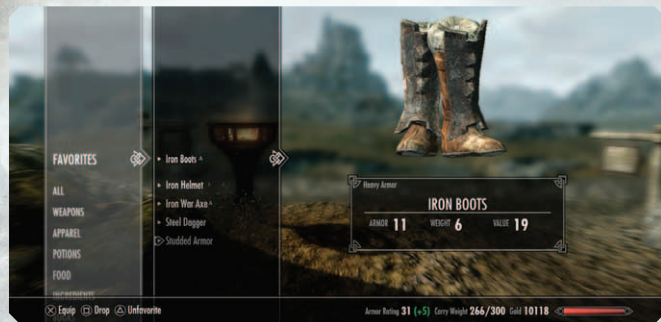 FAVORITES
ALL
WEAPONS
APPAREL
POTIONS
FOOD
INGREDIENTS
Iron Boots
Iron Helmet
Iron War Axe
Steel Dagger
Studded Armor
Heavy Armor
IRON BOOTS
ARMOR 11 WEIGHT 6 VALUE 19
Equip Drop Unfavorite
Armor Rating 31 (+5) Carry Weight 266/300 Gold 10118